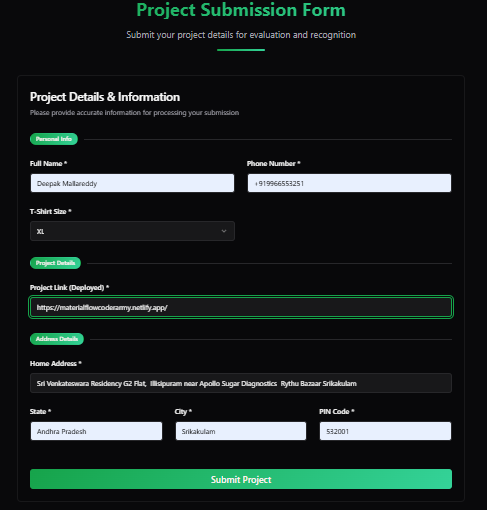 Project Submission Form
Submit your project details for evaluation and recognition
Project Details & Information
Please provide accurate information for processing your submission
Personal Info
Full Name *
Phone Number *
Deepak Mallareddy
+919966553251
T-Shirt Size *
XL
Project Details
Project Link (Deployed) *
https://materialflowcoderarmy.netlify.app/
Address Details
Home Address *
Sri Venkateswara Residency G2 Flat, Illisipuram near Apollo Sugar Diagnostics Rythu Bazaar Srikakulam
State *
City *
PIN Code *
Andhra Pradesh
Srikakulam
532001
Submit Project